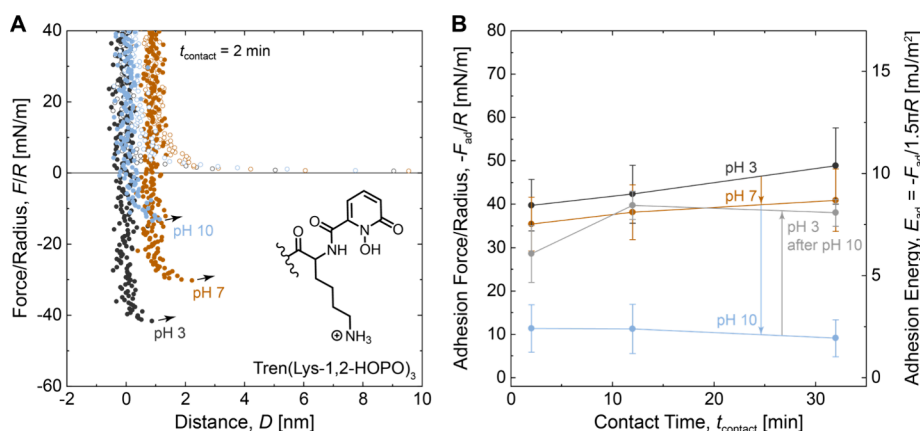 A
B
40
20
0
-20
-40
-60
Force/Radius, F/R [mN/m]
t_contact = 2 min
pH 10
pH 7
pH 3
O
O
N
OH
O
NH
⊕NH₃
Tren(Lys-1,2-HOPO)₃
-2
0
2
4
6
8
10
Distance, D [nm]
80
70
60
50
40
30
20
10
0
Adhesion Force/Radius, -F_ad/R [mN/m]
pH 3
pH 7
pH 3
after pH 10
pH 10
0
10
20
30
40
Contact Time, t_contact [min]
15
10
5
0
Adhesion Energy, E_ad = -F_ad/1.5πR [mJ/m²]